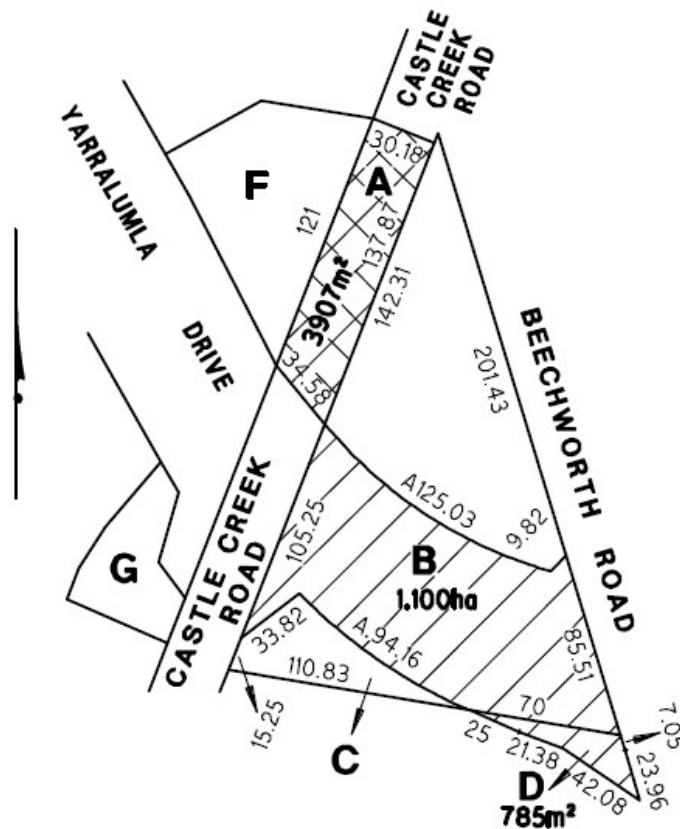 CASTLE
CREEK
ROAD
YARRALUMLA
DRIVE
F
30.18
A
121
137.87
3907m²
142.31
34.58
201.43
BEECHWORTH ROAD
A125.03
9.82
105.25
B
1.100ha
G
CASTLE CREEK
ROAD
33.82
A.94.16
85.51
110.83
70
7.05
15.25
C
25
21.38
23.96
D
42.08
785m²